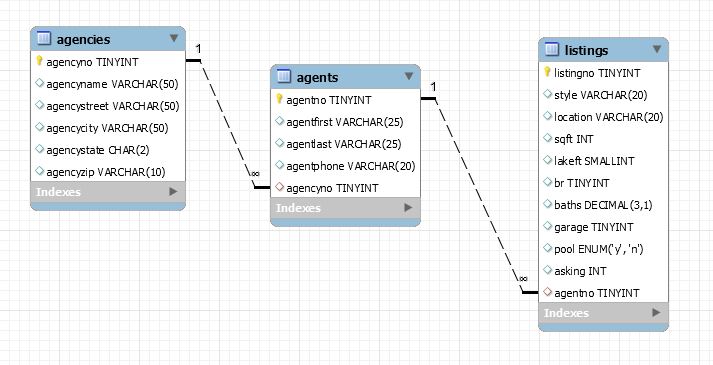 agencies
agencyno TINYINT
agencyname VARCHAR(50)
agencystreet VARCHAR(50)
agencycity VARCHAR(50)
agencystate CHAR(2)
agencyzip VARCHAR(10)
Indexes
1
∞
agents
agentno TINYINT
agentfirst VARCHAR(25)
agentlast VARCHAR(25)
agentphone VARCHAR(20)
agencyno TINYINT
Indexes
1
∞
listings
listingno TINYINT
style VARCHAR(20)
location VARCHAR(20)
sqft INT
lakeft SMALLINT
br TINYINT
baths DECIMAL(3,1)
garage TINYINT
pool ENUM('y', 'n')
asking INT
agentno TINYINT
Indexes